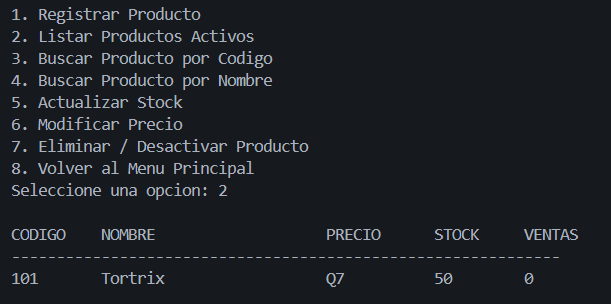 1. Registrar Producto
2. Listar Productos Activos
3. Buscar Producto por Codigo
4. Buscar Producto por Nombre
5. Actualizar Stock
6. Modificar Precio
7. Eliminar / Desactivar Producto
8. Volver al Menu Principal
Seleccione una opcion: 2
CODIGO NOMBRE PRECIO STOCK VENTAS
-------------------------------------------------------------
101 Tortrix Q7 50 0